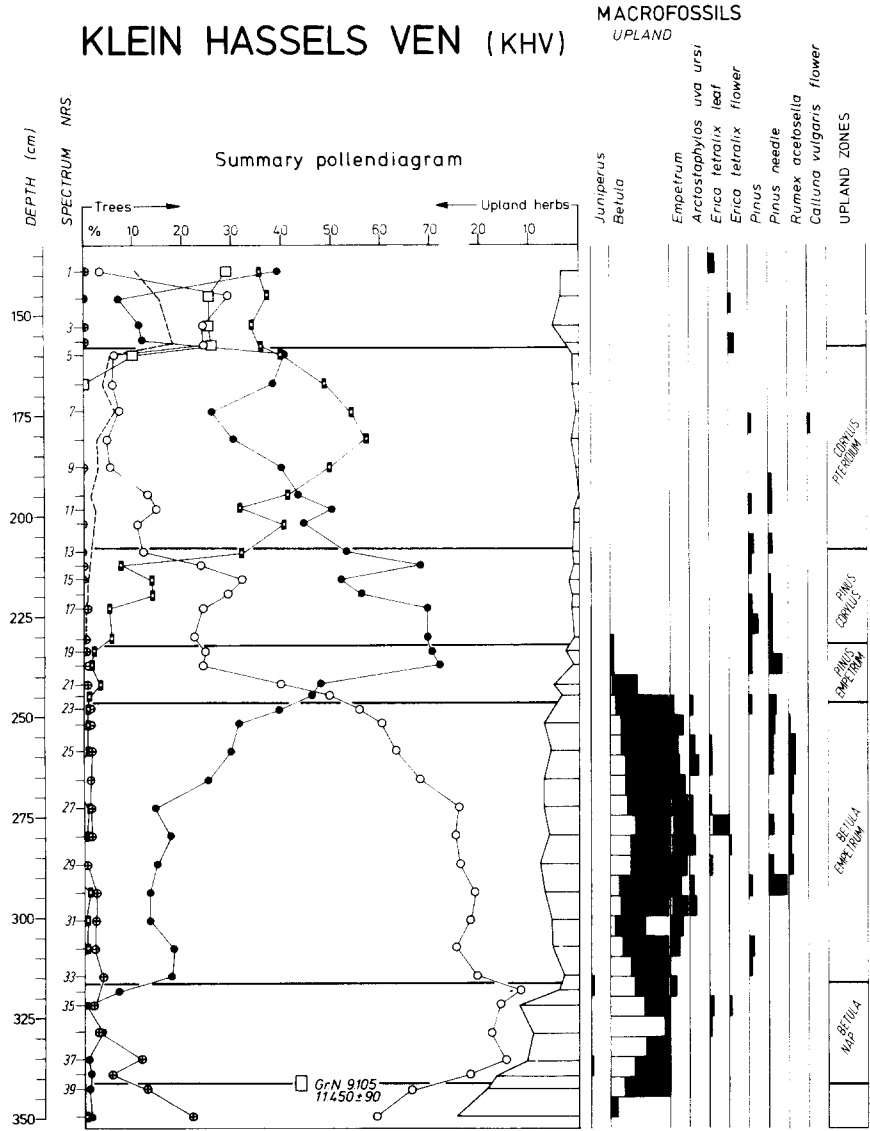 KLEIN HASSELS VEN (KHV)
MACROFOSSILS
UPLAND
DEPTH (cm)
SPECTRUM NRS.
Summary pollendiagram
Trees
Upland herbs
% 10 20 30 40 50 60 70 20 10 0
Juniperus
Betula
Empetrum
Arctostaphylos uva ursi
Erica tetralix leaf
Erica tetralix flower
Pinus
Pinus needle
Rumex acetosella
Calluna vulgaris flower
UPLAND ZONES
1
150
3
5
7
175
9
11
200
13
15
17
225
19
21
23
250
25
27
275
29
31
300
33
35
325
37
39
350
CORYLUS
PTERIDIUM
PINUS
CORYLUS
PINUS
EMPETRUM
BETULA
EMPETRUM
BETULA
NAP
GrN 9105
11450±90